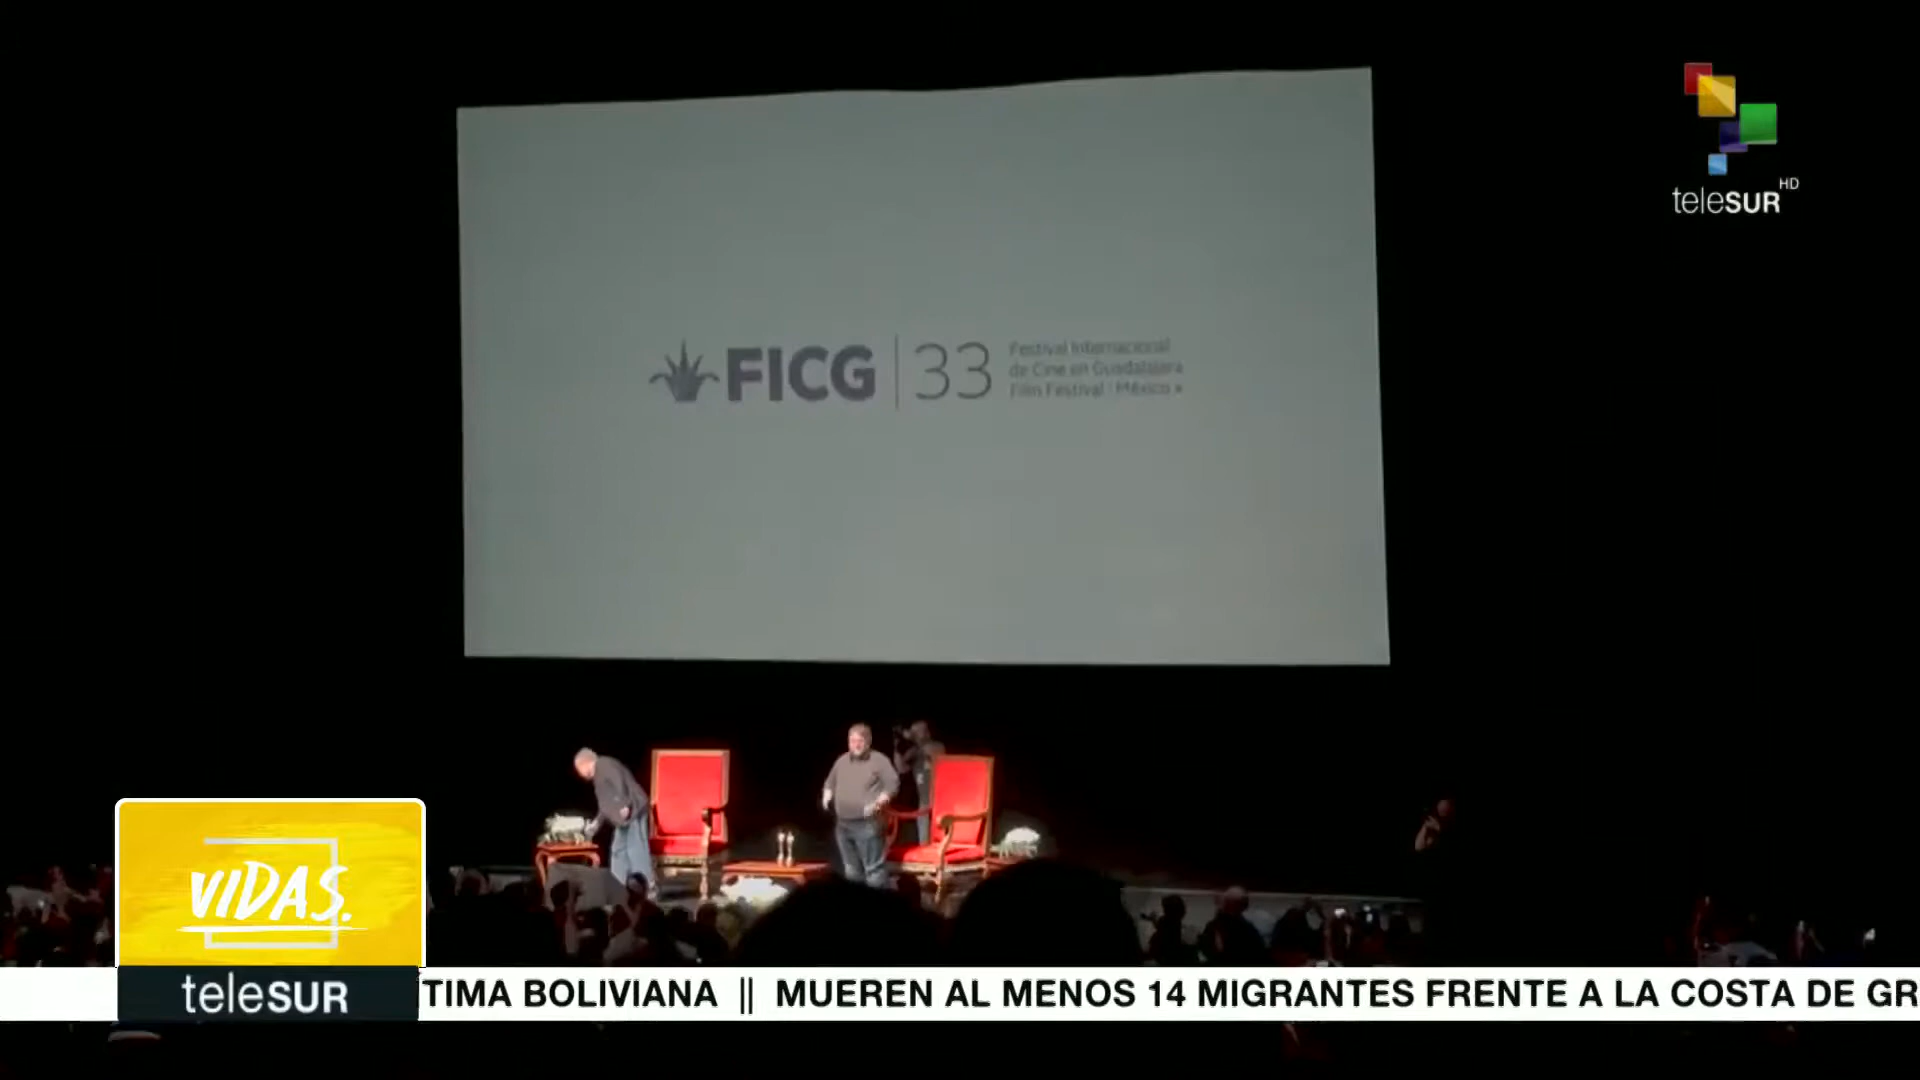 FICG
33
Festival Internacional
de Cine en Guadalajara
Film Festival México
teleSUR HD
VIDAS.
teleSUR
TIMA BOLIVIANA || MUEREN AL MENOS 14 MIGRANTES FRENTE A LA COSTA DE GR